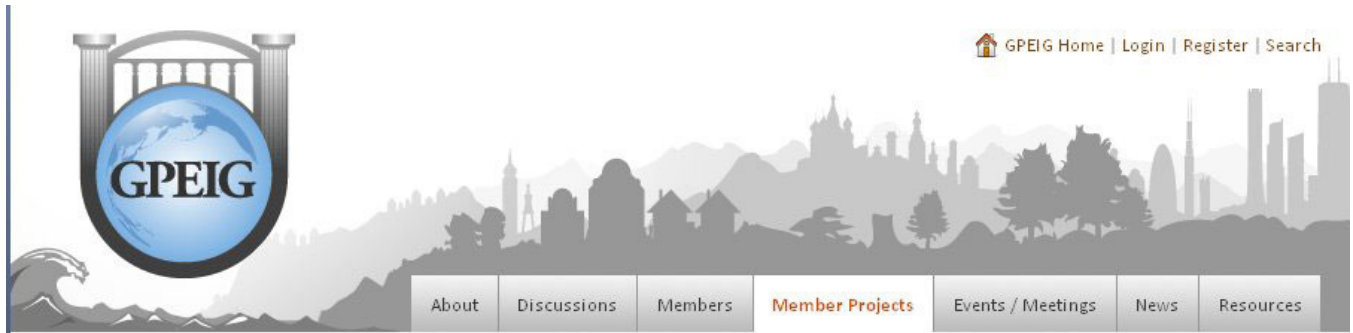 GPEIG Home | Login | Register | Search
GPEIG
About Discussions Members Member Projects Events / Meetings News Resources